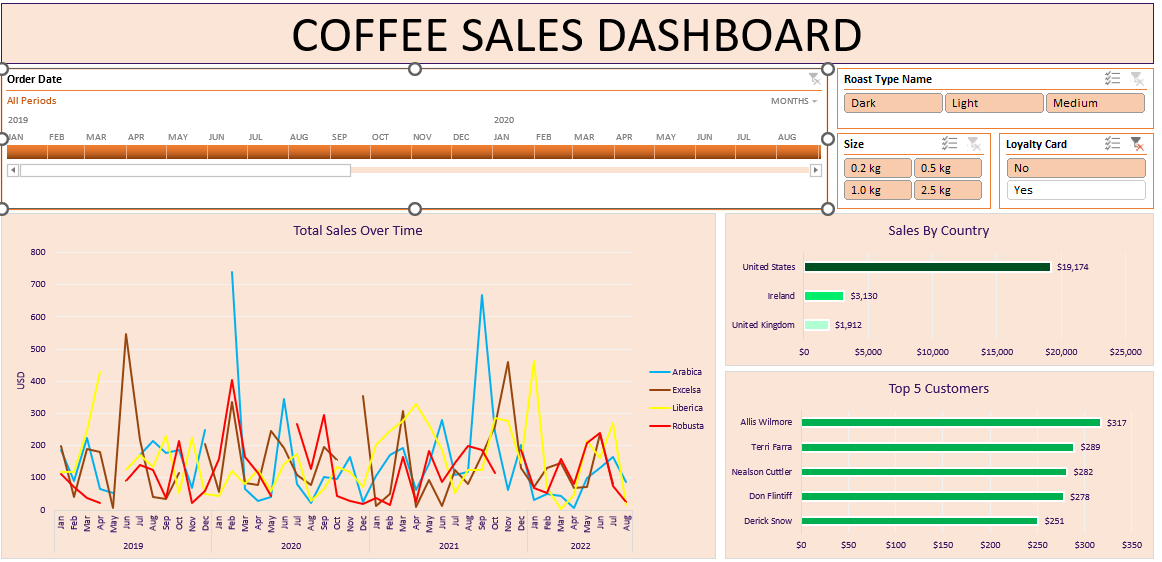 COFFEE SALES DASHBOARD
Order Date
All Periods
MONTHS
2019 2020
JAN FEB MAR APR MAY JUN JUL AUG SEP OCT NOV DEC JAN FEB MAR APR MAY JUN JUL AUG
Roast Type Name
Dark Light Medium
Size
0.2 kg 0.5 kg
1.0 kg 2.5 kg
Loyalty Card
No
Yes
Total Sales Over Time
800
700
600
500
400
300
200
100
0
USD
Jan Feb Mar Apr May Jun Jul Aug Sep Oct Nov Dec Jan Feb Mar Apr May Jun Jul Aug Sep Oct Nov Dec Jan Feb Mar Apr May Jun Jul Aug Sep Oct Nov Dec Jan Feb Mar Apr May Jun Jul Aug
2019 2020 2021 2022
Arabica
Excelsa
Liberica
Robusta
Sales By Country
United States $19,174
Ireland $3,130
United Kingdom $1,912
$0 $5,000 $10,000 $15,000 $20,000 $25,000
Top 5 Customers
Allis Wilmore $317
Terri Farra $289
Nealson Cuttler $282
Don Flintiff $278
Derick Snow $251
$0 $50 $100 $150 $200 $250 $300 $350